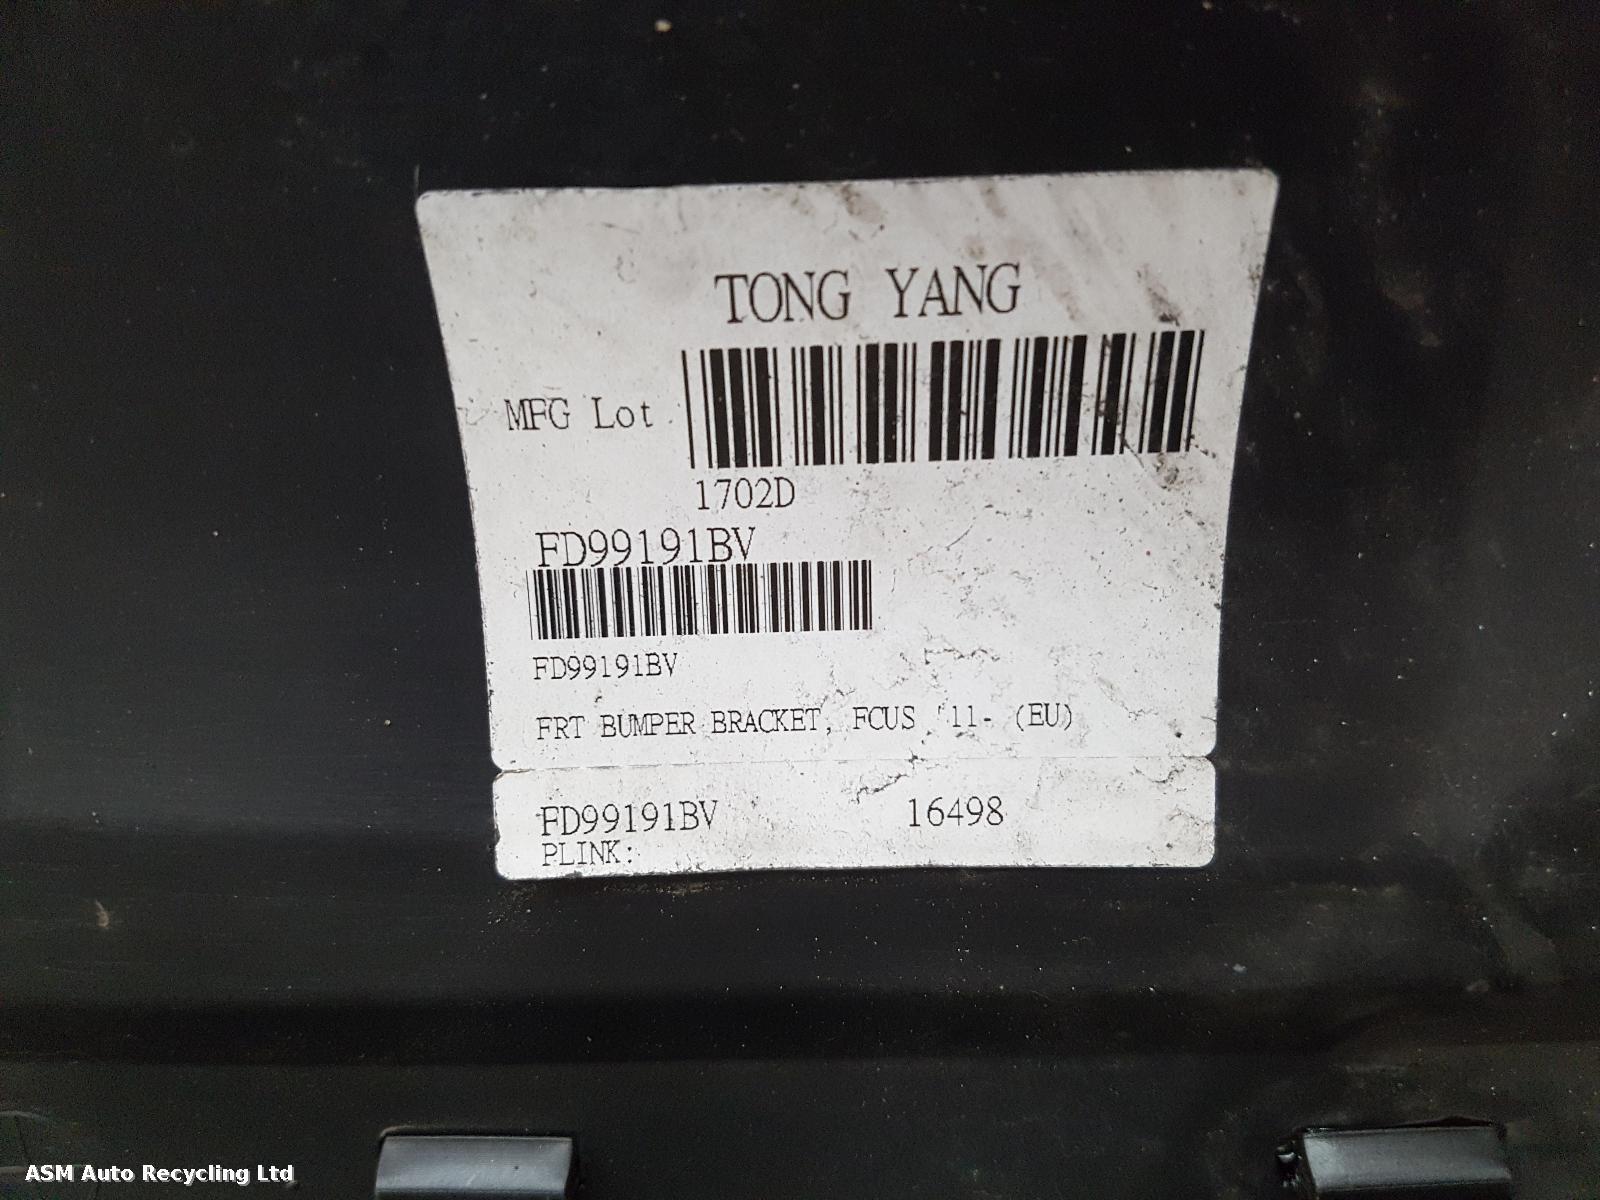 TONG YANG
MFG Lot
1702D
FD99191BV
FD99191BV
FRT BUMPER BRACKET, FCUS '11- (EU)
FD99191BV 16498
PLINK:
ASM Auto Recycling Ltd